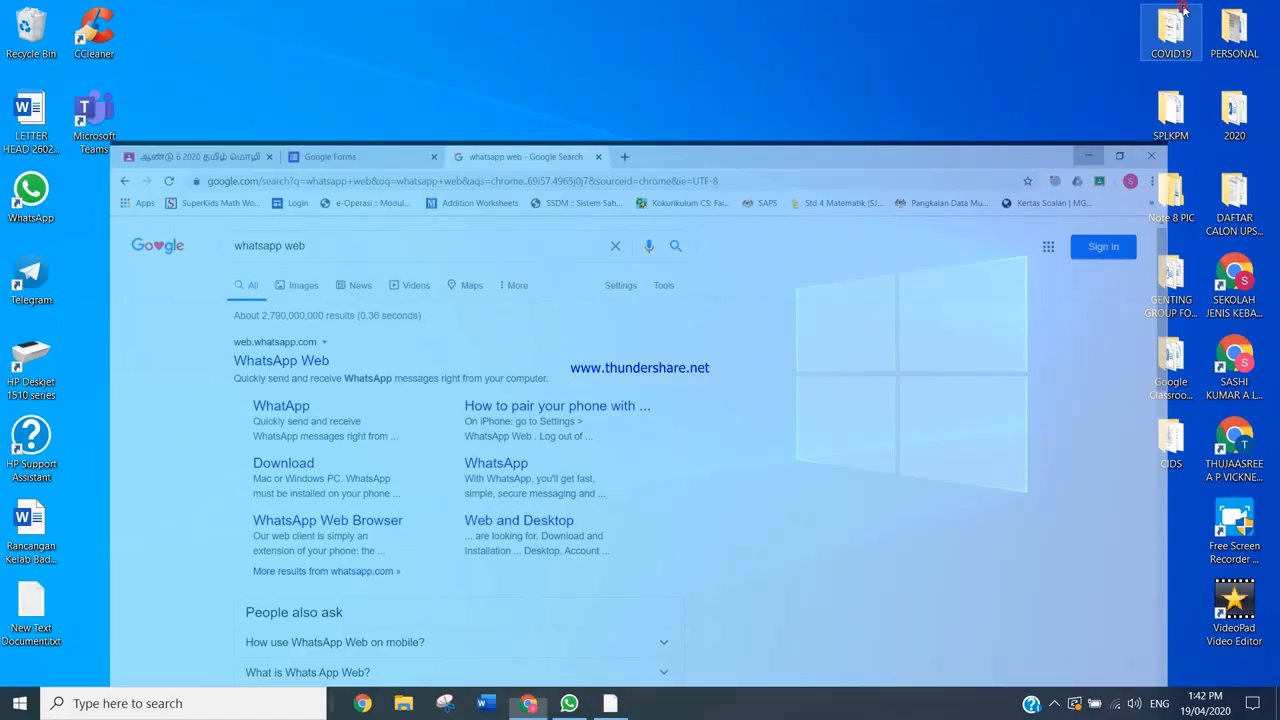 Recycle Bin
CCleaner
COVID19
PERSONAL
LETTER
HEAD 2602...
Microsoft
Teams
SPLKPM
2020
ஆண்டு 6 2020 தமிழ் மொழி
Google Forms
whatsapp web - Google Search
google.com/search?q=whatsapp+web&oq=whatsapp+web&aqs=chrome..69i57.4965j0j7&sourceid=chrome&ie=UTF-8
Apps
SuperKids Math Wo...
Login
e-Operasi :: Modul...
Addition Worksheets
SSDM :: Sistem Sah...
Kokurikulum CS: Fai...
SAPS
Std 4 Matematik (SJ...
Pangkalan Data Mu...
Kertas Soalan | MG...
WhatsApp
Note 8 PIC
DAFTAR
CALON UPS...
Google
whatsapp web
Sign in
All
Images
News
Videos
Maps
More
Settings
Tools
Telegram
GENTING
GROUP FO...
SEKOLAH
JENIS KEBA...
About 2,790,000,000 results (0.36 seconds)
web.whatsapp.com
WhatsApp Web
Quickly send and receive WhatsApp messages right from your computer.
www.thundershare.net
HP Deskjet
1510 series
Google
Classroo...
SASHI
KUMAR A L...
WhatApp
Quickly send and receive
WhatsApp messages right from ...
How to pair your phone with ...
On iPhone: go to Settings >
WhatsApp Web . Log out of ...
Download
Mac or Windows PC. WhatsApp
must be installed on your phone ...
WhatsApp
With WhatsApp, you'll get fast,
simple, secure messaging and ...
HP Support
Assistant
CIDS
THUJAASREE
A P VICKNE...
WhatsApp Web Browser
Our web client is simply an
extension of your phone: the ...
Web and Desktop
... are looking for. Download and
Installation ... Desktop. Account ...
More results from whatsapp.com »
Rancangan
Kelab Bad...
Free Screen
Recorder ...
People also ask
How use WhatsApp Web on mobile?
What is Whats App Web?
New Text
Document.txt
VideoPad
Video Editor
Type here to search
ENG
1:42 PM
19/04/2020